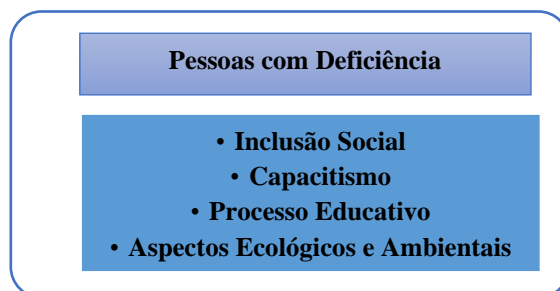 Pessoas com Deficiência
• Inclusão Social
• Capacitismo
• Processo Educativo
• Aspectos Ecológicos e Ambientais